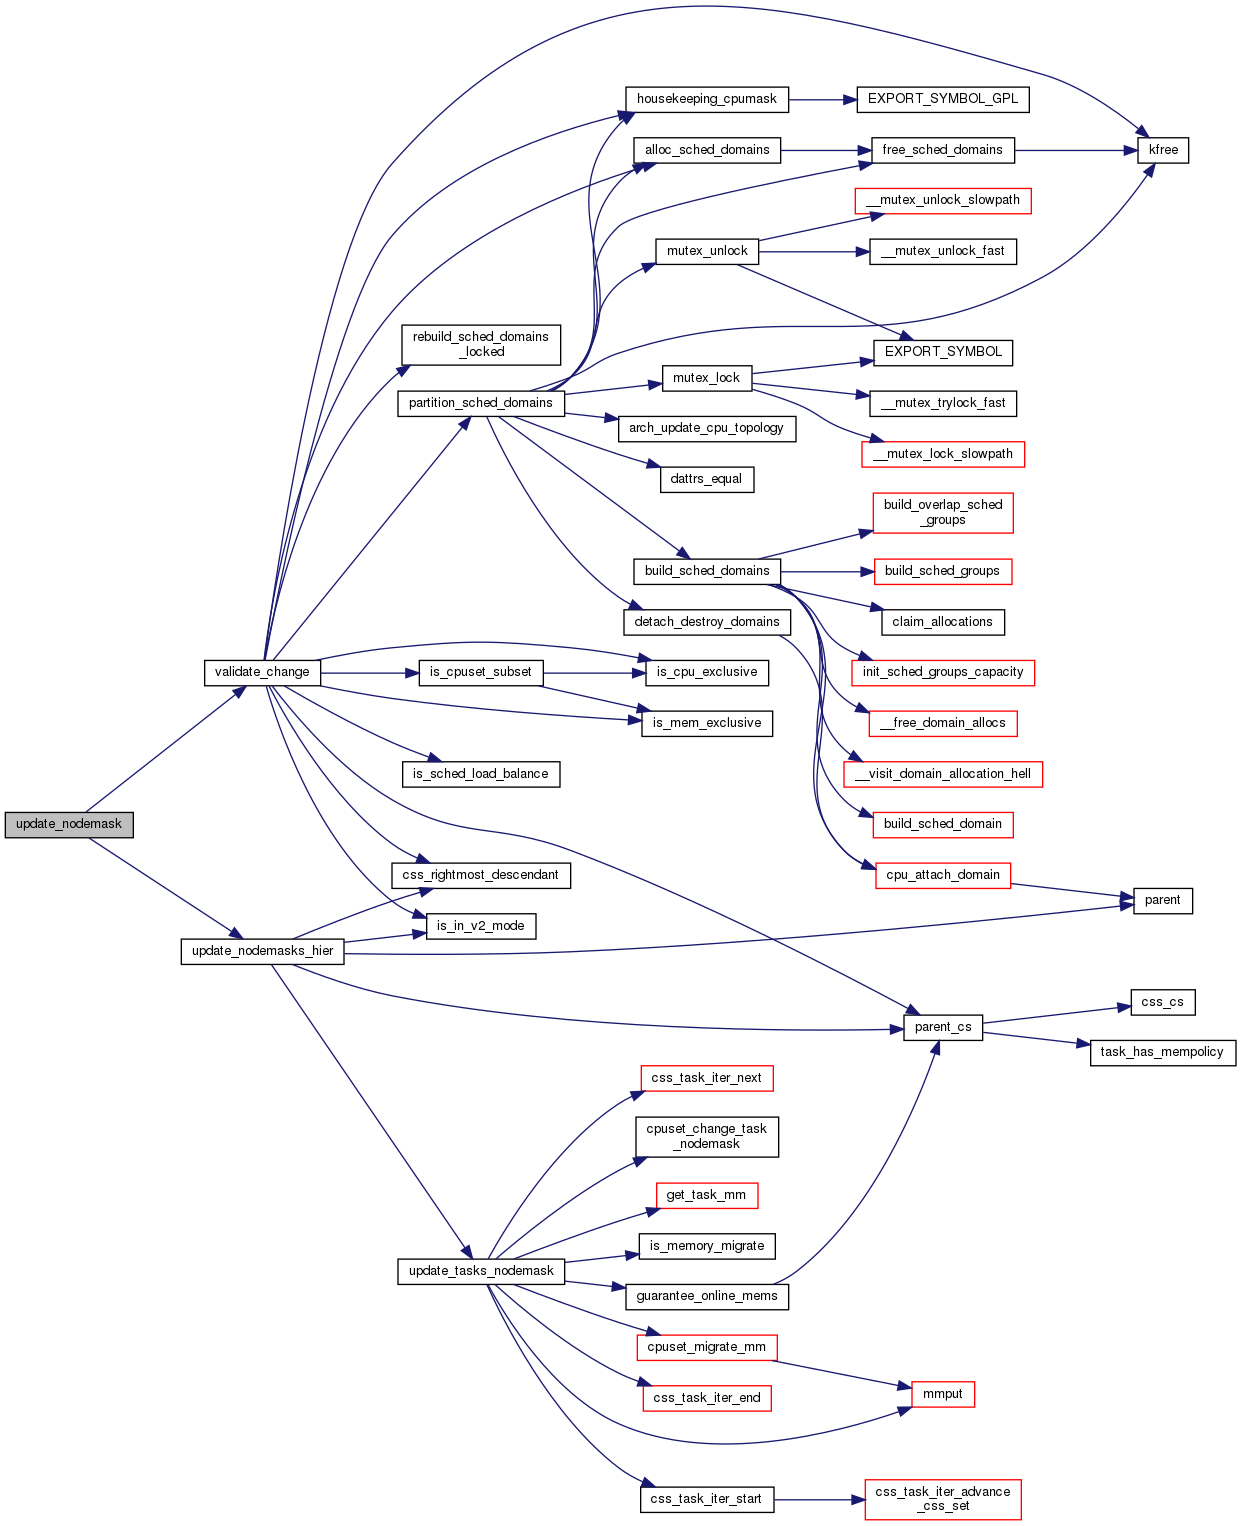 housekeeping_cpumask
EXPORT_SYMBOL_GPL
alloc_sched_domains
free_sched_domains
kfree
__mutex_unlock_slowpath
mutex_unlock
__mutex_unlock_fast
rebuild_sched_domains
_locked
EXPORT_SYMBOL
mutex_lock
partition_sched_domains
__mutex_trylock_fast
arch_update_cpu_topology
__mutex_lock_slowpath
dattrs_equal
build_overlap_sched
_groups
build_sched_domains
build_sched_groups
detach_destroy_domains
claim_allocations
validate_change
is_cpuset_subset
is_cpu_exclusive
init_sched_groups_capacity
is_mem_exclusive
__free_domain_allocs
is_sched_load_balance
__visit_domain_allocation_hell
update_nodemask
build_sched_domain
css_rightmost_descendant
cpu_attach_domain
parent
is_in_v2_mode
update_nodemasks_hier
css_cs
parent_cs
task_has_mempolicy
css_task_iter_next
cpuset_change_task
_nodemask
get_task_mm
is_memory_migrate
update_tasks_nodemask
guarantee_online_mems
cpuset_migrate_mm
css_task_iter_end
mmput
css_task_iter_start
css_task_iter_advance
_css_set